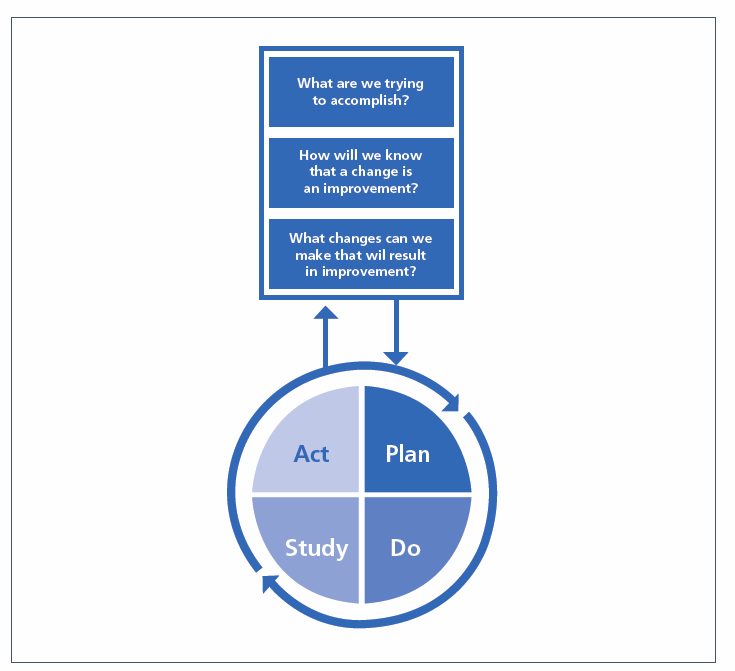 What are we trying
to accomplish?
How will we know
that a change is
an improvement?
What changes can we
make that wil result
in improvement?
Act
Plan
Study
Do